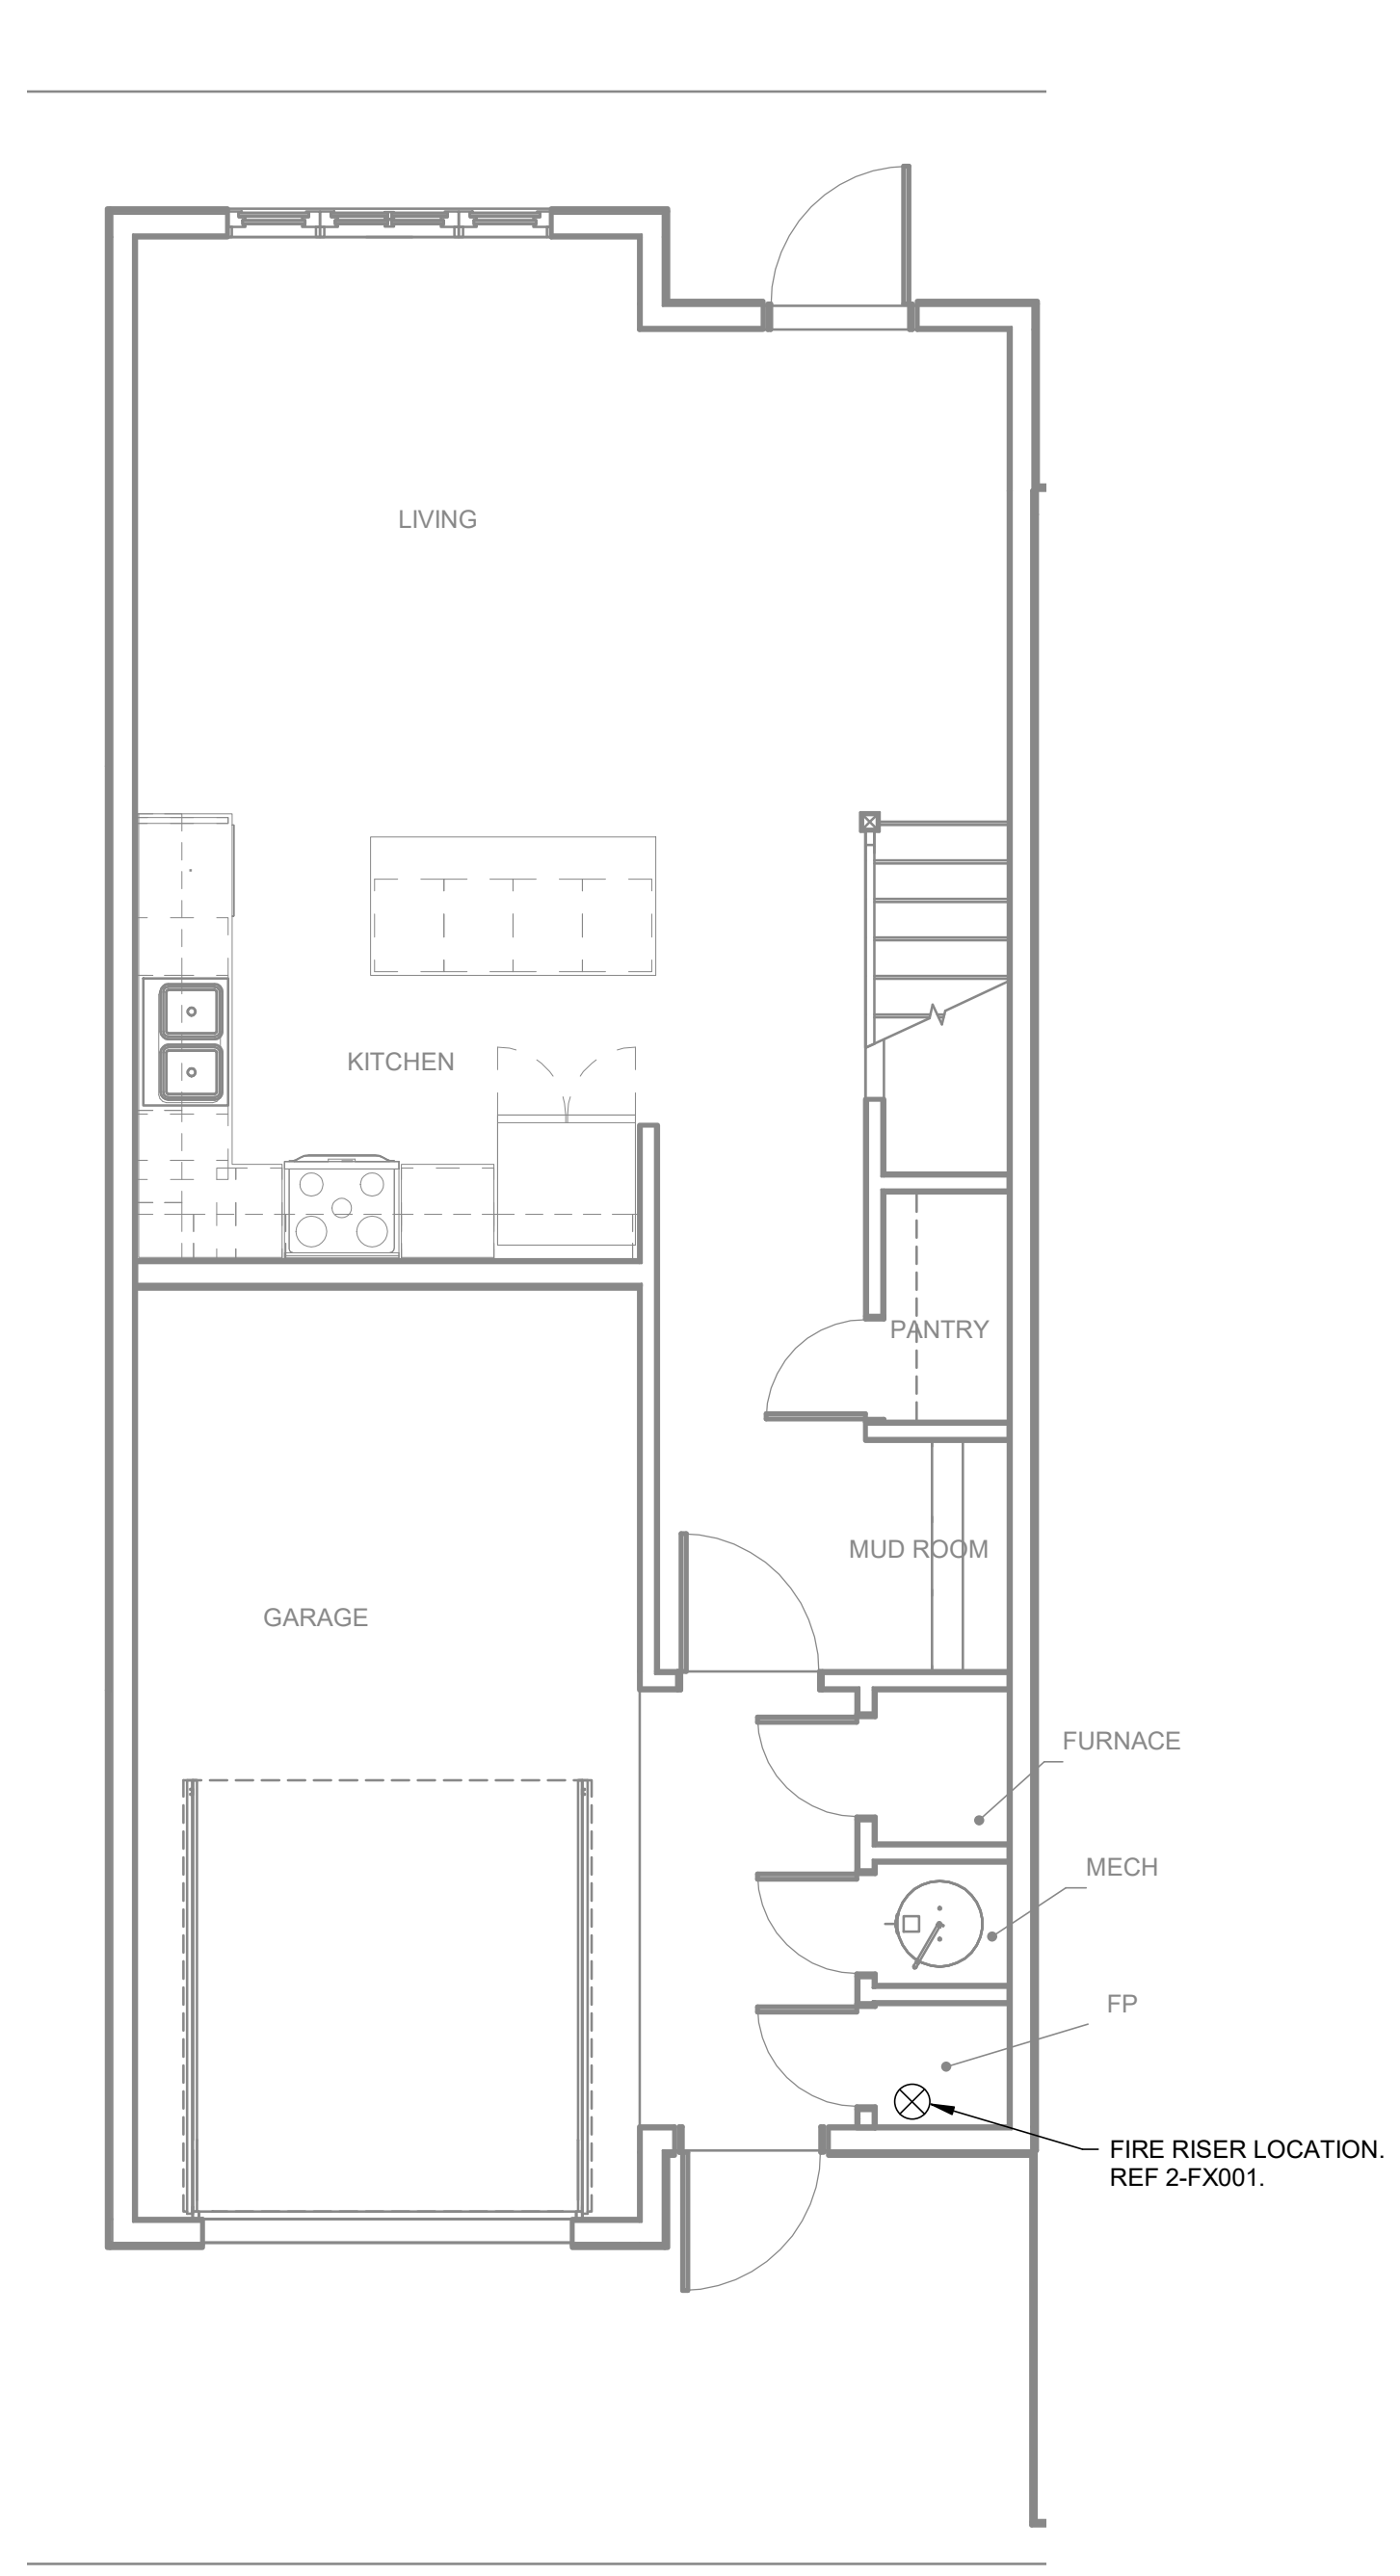 LIVING
KITCHEN
PANTRY
MUD ROOM
GARAGE
FURNACE
MECH
FP
FIRE RISER LOCATION.
REF 2-FX001.